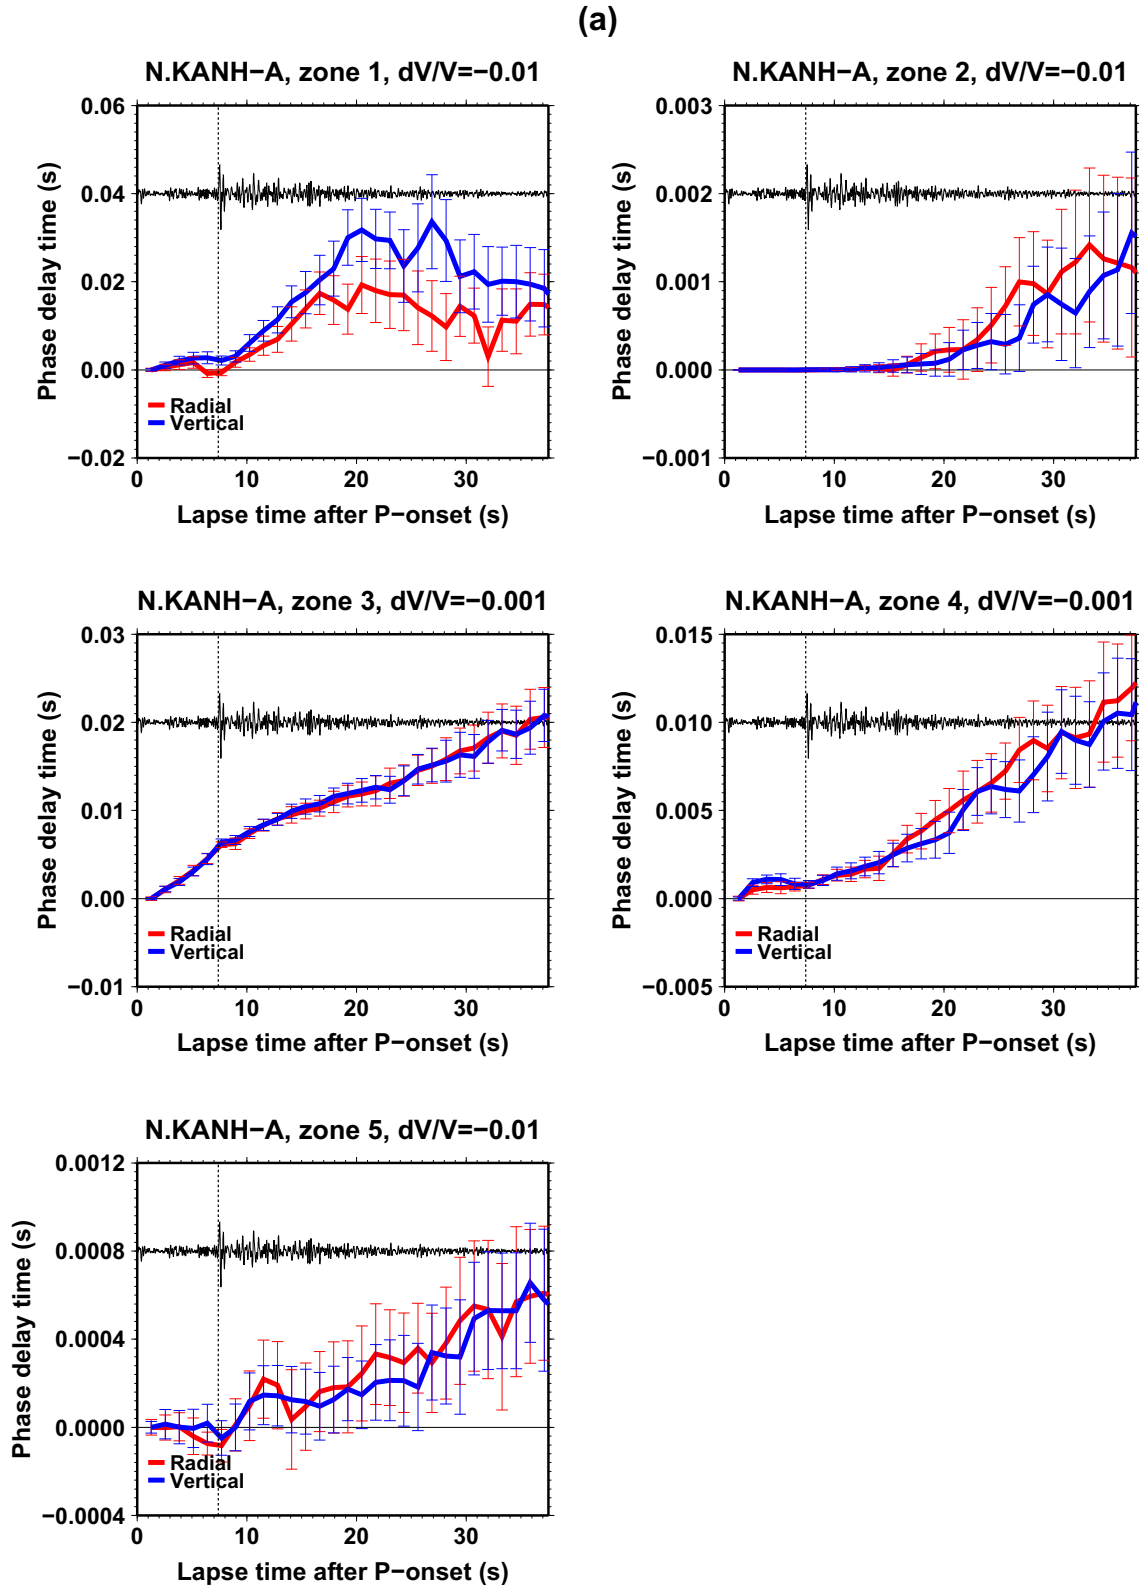 (a)
N.KANH−A, zone 1, dV/V=−0.01
Phase delay time (s)
0.06
0.04
0.02
0.00
−0.02
Radial
Vertical
0 10 20 30
Lapse time after P−onset (s)
N.KANH−A, zone 2, dV/V=−0.01
Phase delay time (s)
0.003
0.002
0.001
0.000
−0.001
0 10 20 30
Lapse time after P−onset (s)
N.KANH−A, zone 3, dV/V=−0.001
Phase delay time (s)
0.03
0.02
0.01
0.00
−0.01
Radial
Vertical
0 10 20 30
Lapse time after P−onset (s)
N.KANH−A, zone 4, dV/V=−0.001
Phase delay time (s)
0.015
0.010
0.005
0.000
−0.005
Radial
Vertical
0 10 20 30
Lapse time after P−onset (s)
N.KANH−A, zone 5, dV/V=−0.01
Phase delay time (s)
0.0012
0.0008
0.0004
0.0000
−0.0004
Radial
Vertical
0 10 20 30
Lapse time after P−onset (s)